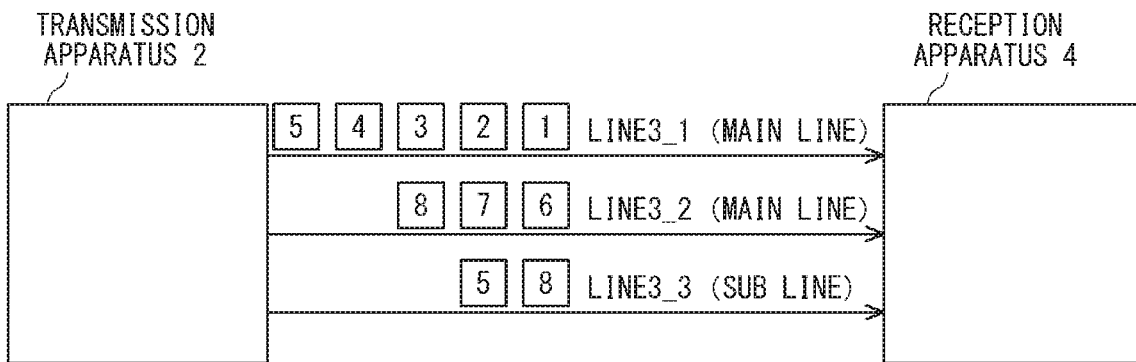 TRANSMISSION
APPARATUS 2
RECEPTION
APPARATUS 4
5 4 3 2 1 LINE3_1 (MAIN LINE)
8 7 6 LINE3_2 (MAIN LINE)
5 8 LINE3_3 (SUB LINE)